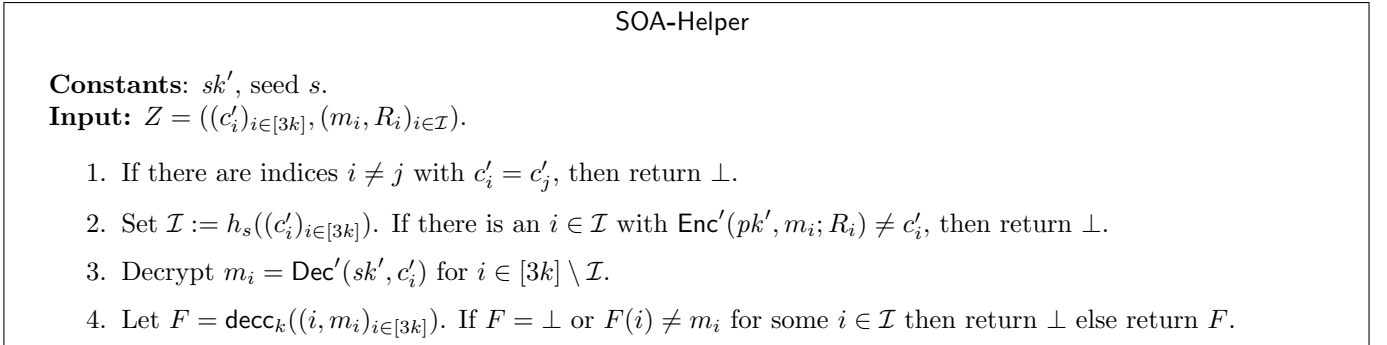 SOA-Helper
Constants: sk′, seed s.
Input: Z = ((c′_i)_{i∈[3k]}, (m_i, R_i)_{i∈I}).
1. If there are indices i ≠ j with c′_i = c′_j, then return ⊥.
2. Set I := h_s((c′_i)_{i∈[3k]}). If there is an i ∈ I with Enc′(pk′, m_i; R_i) ≠ c′_i, then return ⊥.
3. Decrypt m_i = Dec′(sk′, c′_i) for i ∈ [3k] \ I.
4. Let F = decc_k((i, m_i)_{i∈[3k]}). If F = ⊥ or F(i) ≠ m_i for some i ∈ I then return ⊥ else return F.